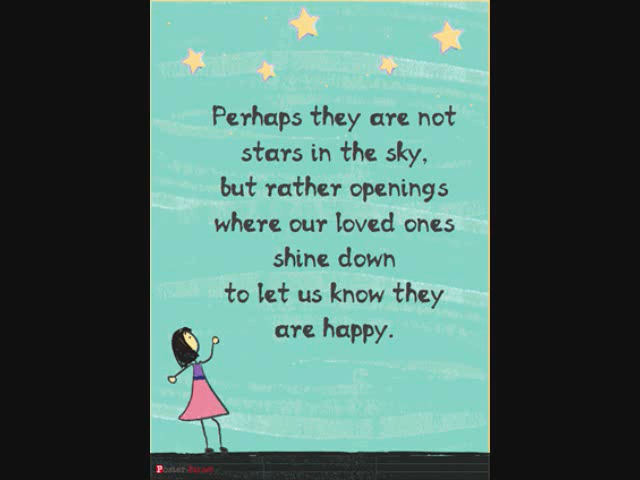 Perhaps they are not
stars in the sky,
but rather openings
where our loved ones
shine down
to let us know they
are happy.